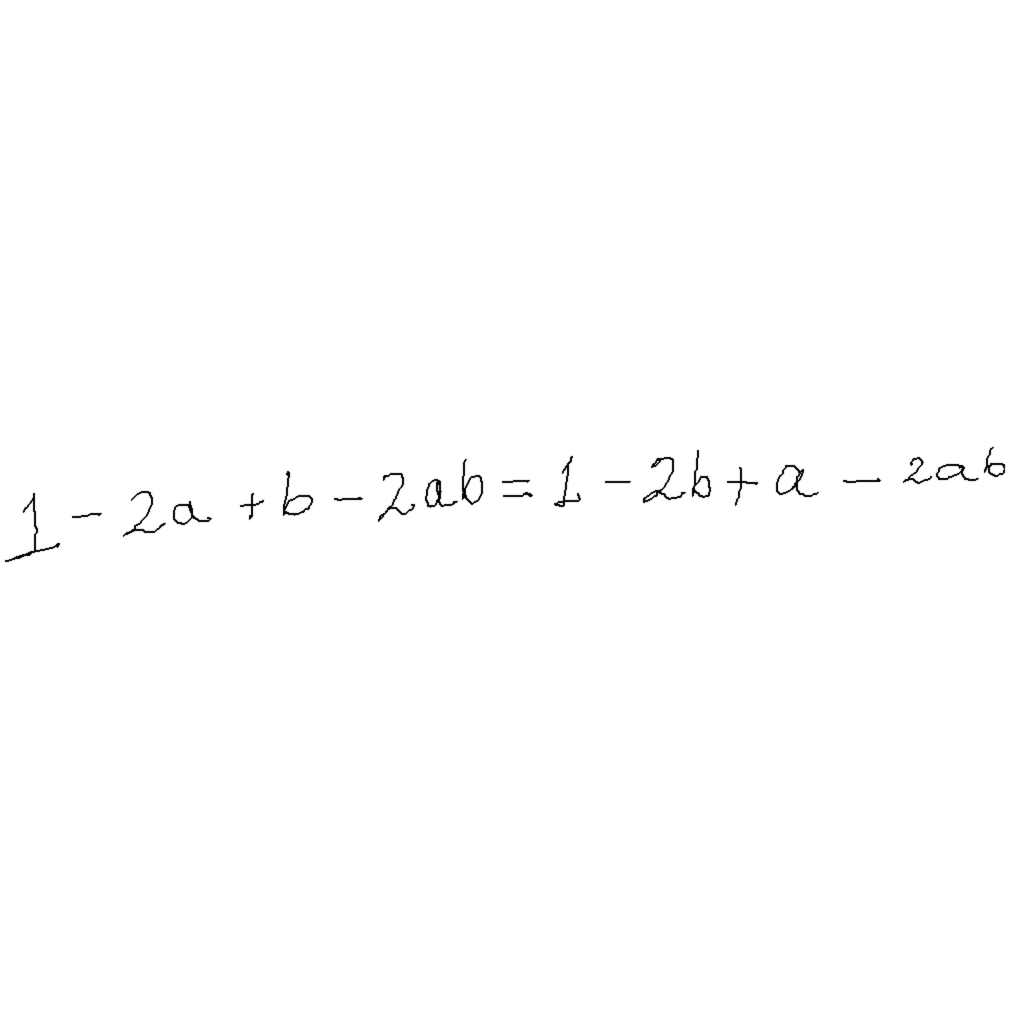 1 - 2a + b - 2ab = 1 - 2b + a - 2ab